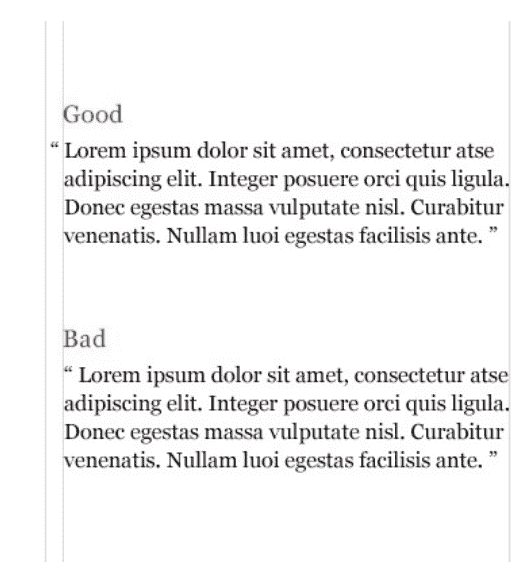 Good
“ Lorem ipsum dolor sit amet, consectetur atse
adipiscing elit. Integer posuere orci quis ligula.
Donec egestas massa vulputate nisl. Curabitur
venenatis. Nullam luoi egestas facilisis ante. ”
Bad
“ Lorem ipsum dolor sit amet, consectetur atse
adipiscing elit. Integer posuere orci quis ligula.
Donec egestas massa vulputate nisl. Curabitur
venenatis. Nullam luoi egestas facilisis ante. ”